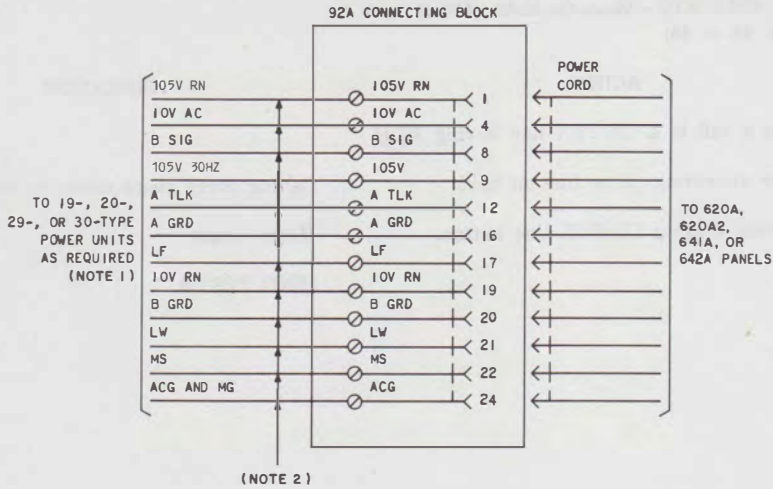 92A CONNECTING BLOCK
POWER
CORD
105V RN 105V RN 1
10V AC 10V AC 4
B SIG B SIG 8
105V 30HZ 105V 9
A TLK A TLK 12
A GRD A GRD 16
LF LF 17
10V RN 10V RN 19
B GRD B GRD 20
LW LW 21
MS MS 22
ACG AND MG ACG 24
TO 19-, 20-,
29-, OR 30-TYPE
POWER UNITS
AS REQUIRED
(NOTE 1)
TO 620A,
620A2,
641A, OR
642A PANELS
(NOTE 2)